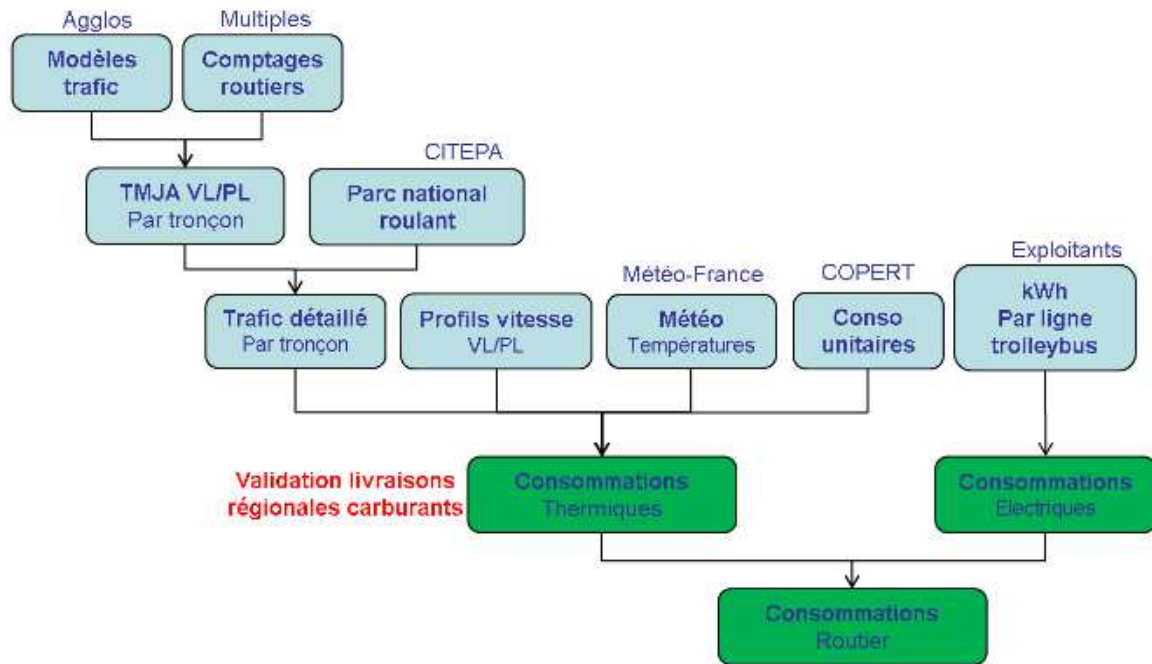 Agglos
Multiples
Modèles
trafic
Comptages
routiers
CITEPA
TMJA VL/PL
Par tronçon
Parc national
roulant
Météo-France
COPERT
Exploitants
Trafic détaillé
Par tronçon
Profils vitesse
VL/PL
Météo
Températures
Conso
unitaires
kWh
Par ligne
trolleybus
Validation livraisons
régionales carburants
Consommations
Thermiques
Consommations
Electriques
Consommations
Routier